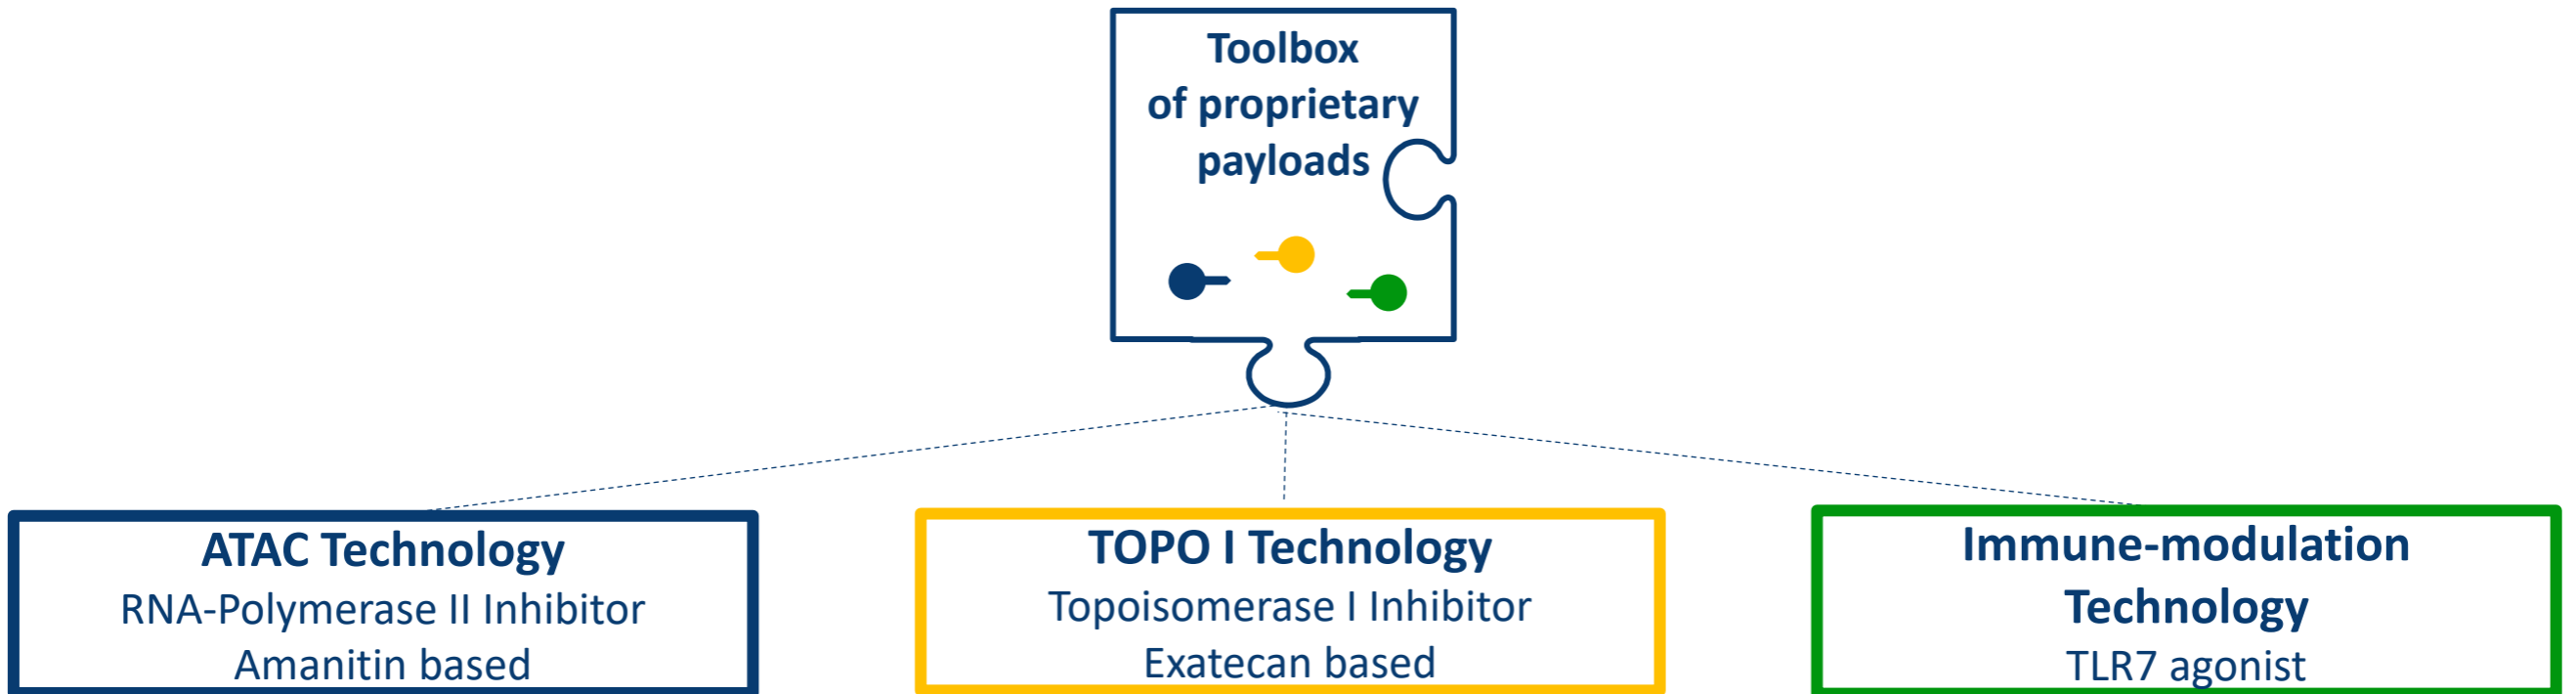 Toolbox
of proprietary
payloads
ATAC Technology
RNA-Polymerase II Inhibitor
Amanitin based
TOPO I Technology
Topoisomerase I Inhibitor
Exatecan based
Immune-modulation
Technology
TLR7 agonist